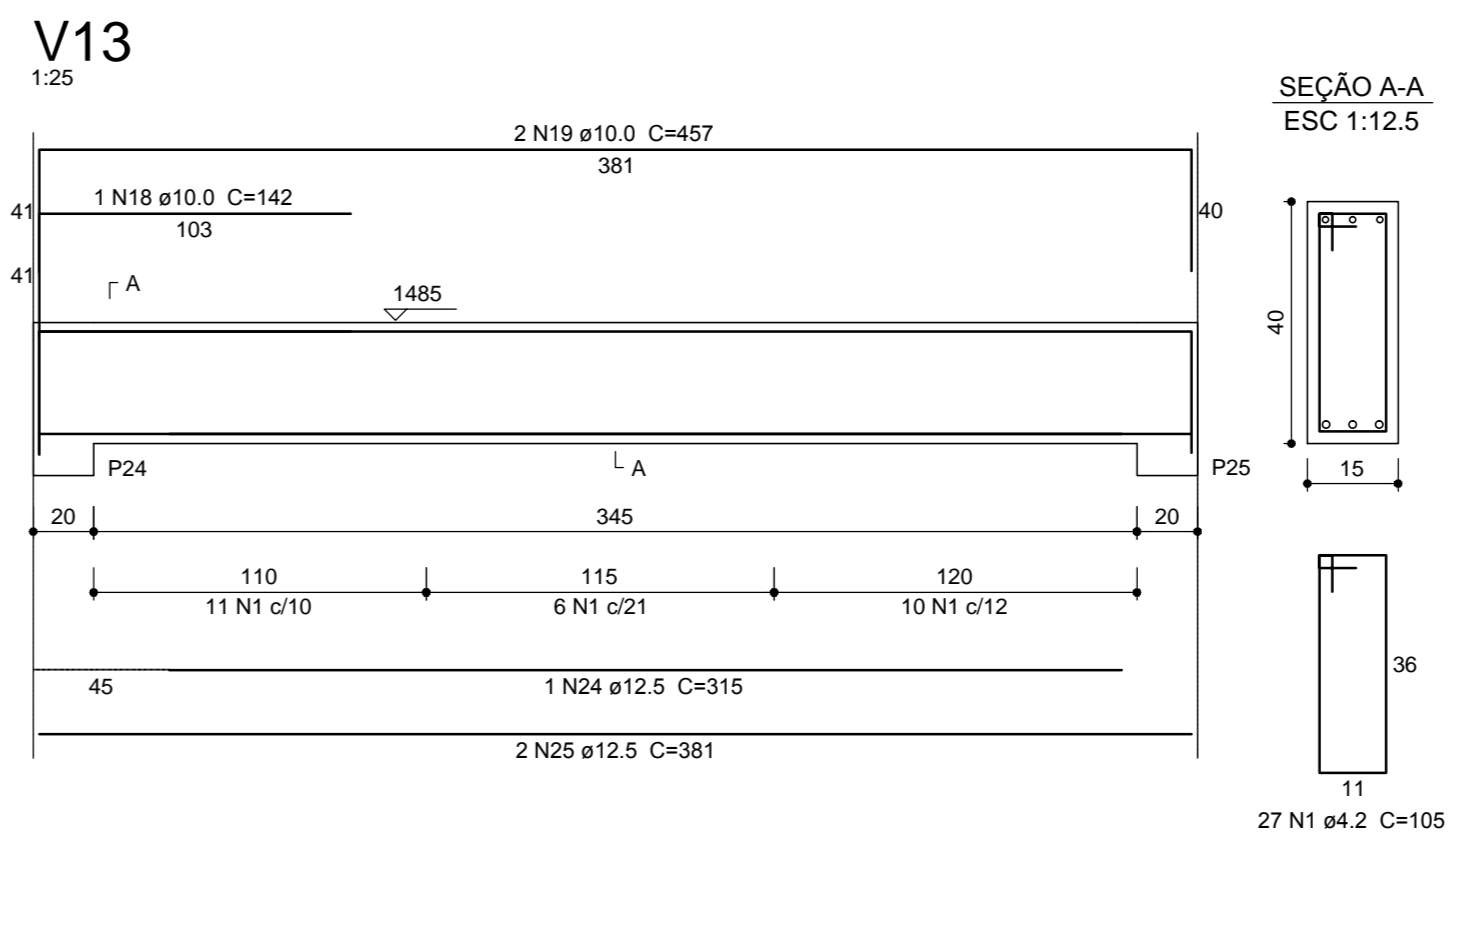 V13
1:25
SEÇÃO A-A
ESC 1:12.5
2 N19 ø10.0 C=457
381
1 N18 ø10.0 C=142
41
103
40
41
A
1485
40
P24
A
P25
15
20
345
20
110
115
120
11 N1 c/10
6 N1 c/21
10 N1 c/12
36
45
1 N24 ø12.5 C=315
2 N25 ø12.5 C=381
11
27 N1 ø4.2 C=105